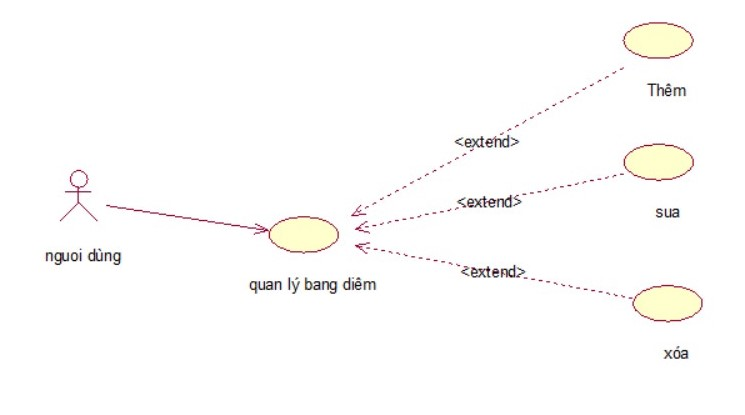 Thêm
<extend>
<extend>
sua
nguoi dùng
<extend>
quan lý bang diêm
xóa